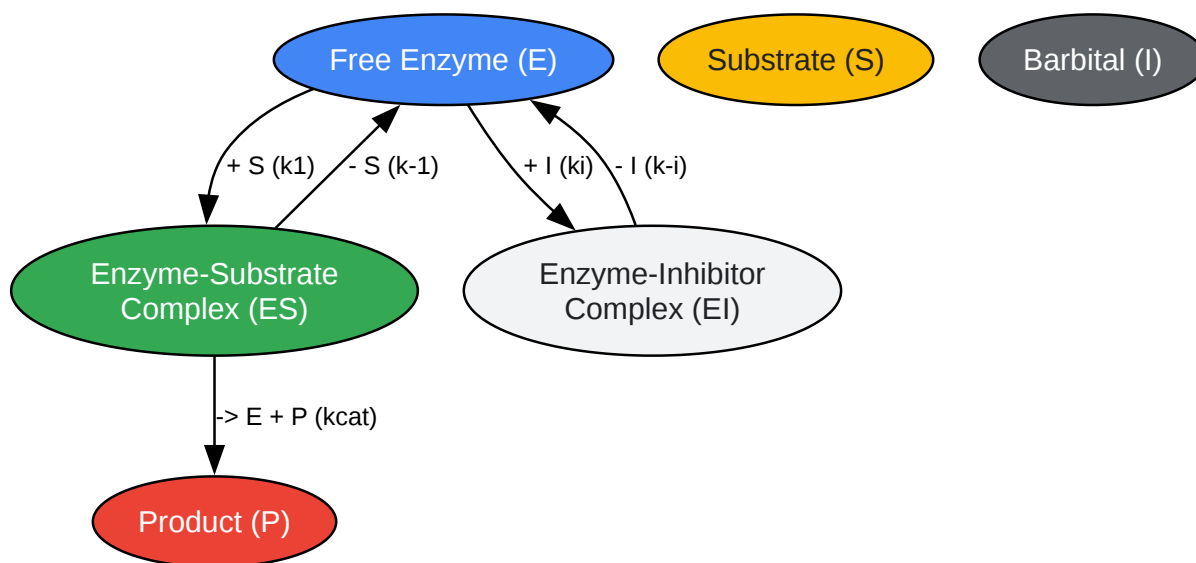 Free Enzyme (E)
Substrate (S)
Barbital (I)
+ S (k1)
- S (k-1)
+ I (ki)
- I (k-i)
Enzyme-Substrate
Complex (ES)
Enzyme-Inhibitor
Complex (EI)
-> E + P (kcat)
Product (P)